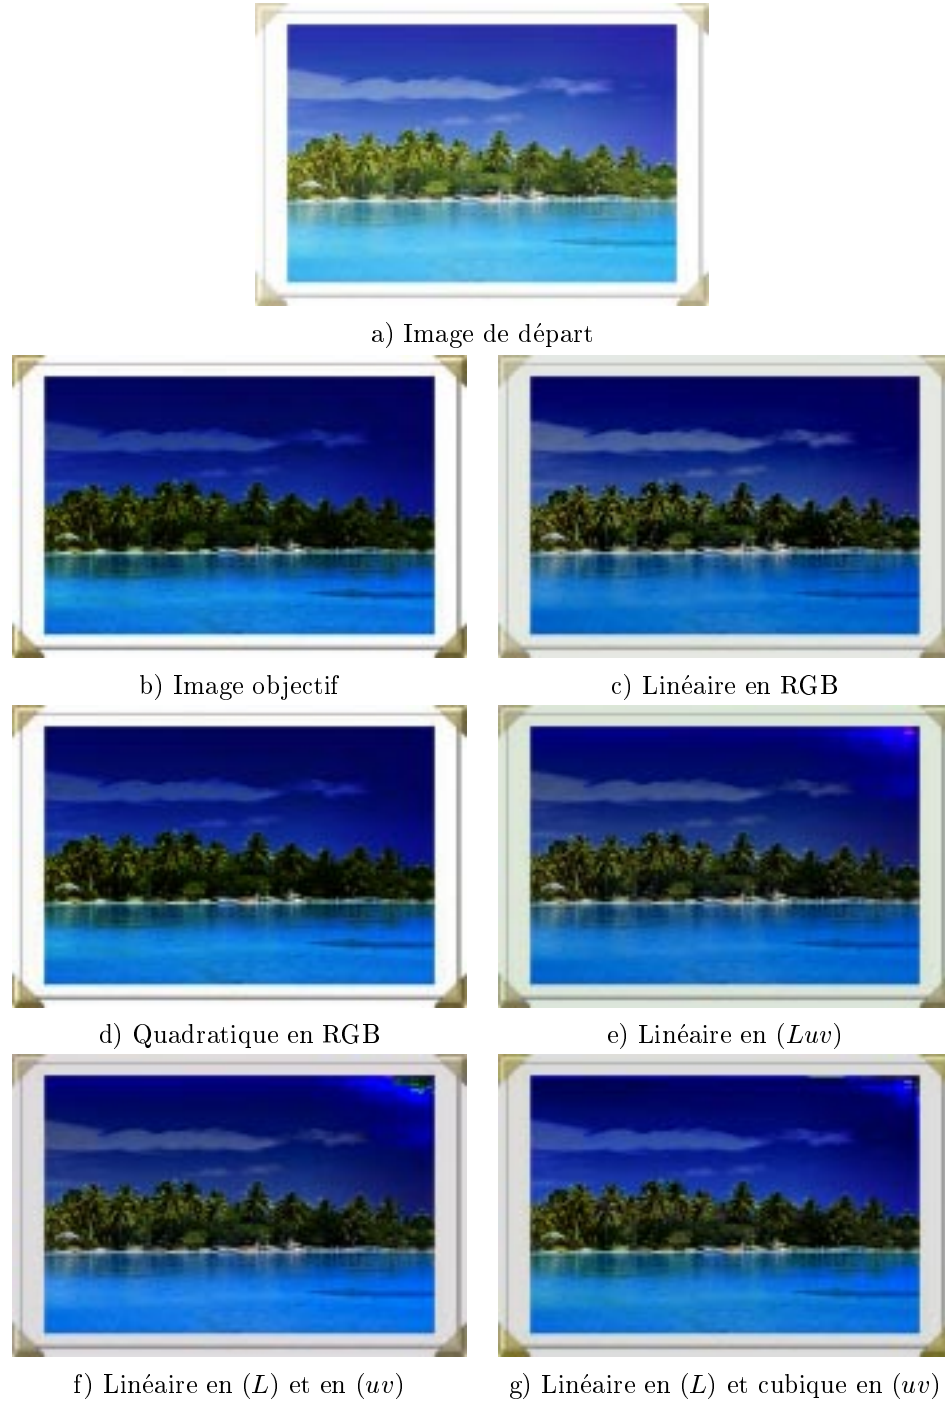 a) Image de départ
b) Image objectif
c) Linéaire en RGB
d) Quadratique en RGB
e) Linéaire en (Luv)
f) Linéaire en (L) et en (uv)
g) Linéaire en (L) et cubique en (uv)